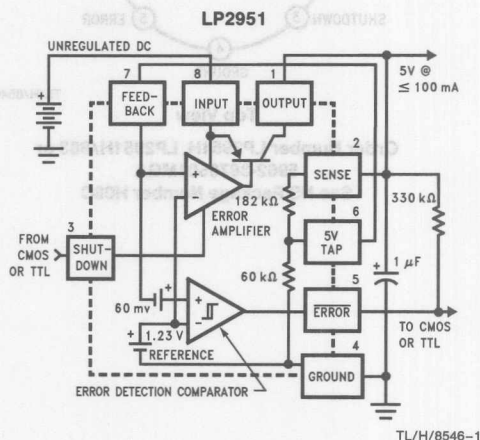 LP2951
UNREGULATED DC
7
8
1
5V @
≤ 100 mA
FEED-
BACK
INPUT
OUTPUT
2
SENSE
182 kΩ
330 kΩ
ERROR
AMPLIFIER
6
5V
TAP
3
FROM
CMOS
OR TTL
SHUT-
DOWN
60 kΩ
1 μF
5
60 mv
ERROR
TO CMOS
OR TTL
1.23 V
REFERENCE
4
GROUND
ERROR DETECTION COMPARATOR
TL/H/8546-1